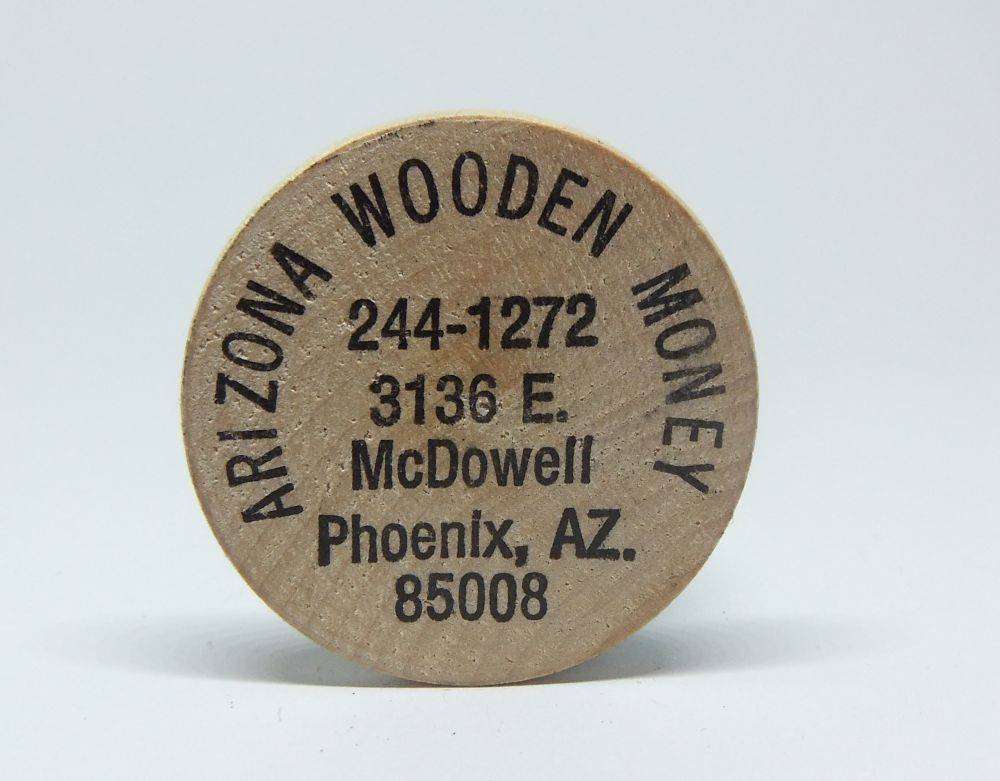 ARIZONA WOODEN MONEY
244-1272
3136 E.
McDowell
Phoenix, AZ.
85008